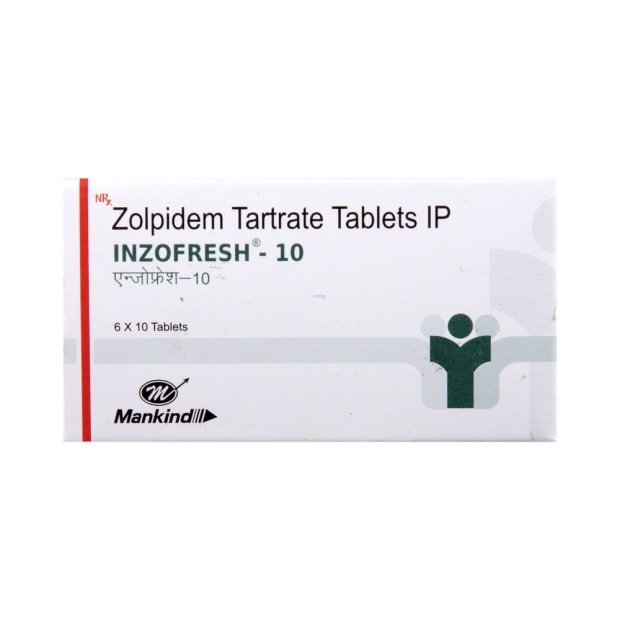 NRx
Zolpidem Tartrate Tablets IP
INZOFRESH® - 10
एन्जोफ्रेश–10
6 X 10 Tablets
m
Mankind